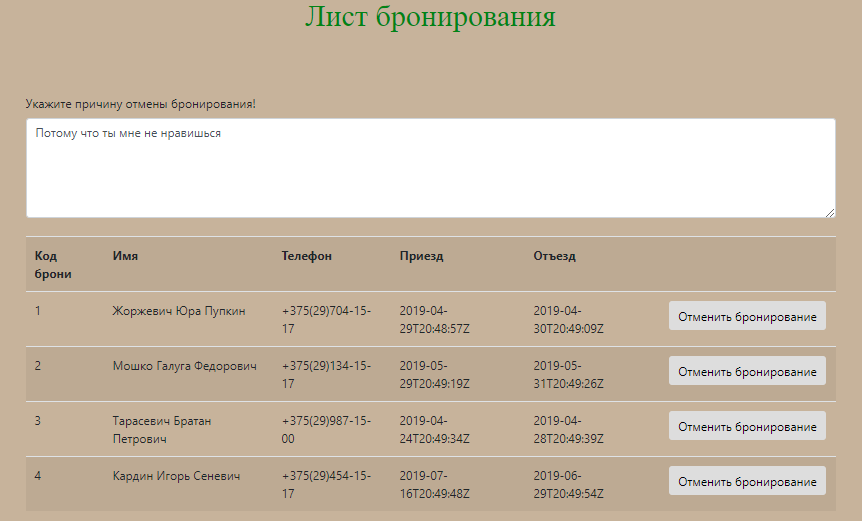 Лист бронирования
Укажите причину отмены бронирования!
Потому что ты мне не нравишься
Код брони Имя Телефон Приезд Отъезд
1 Жоржевич Юра Пупкин +375(29)704-15-17 2019-04-29T20:48:57Z 2019-04-30T20:49:09Z Отменить бронирование
2 Мошко Галуга Федорович +375(29)134-15-17 2019-05-29T20:49:19Z 2019-05-31T20:49:26Z Отменить бронирование
3 Тарасевич Братан Петрович +375(29)987-15-00 2019-04-24T20:49:34Z 2019-04-28T20:49:39Z Отменить бронирование
4 Кардин Игорь Сеневич +375(29)454-15-17 2019-07-16T20:49:48Z 2019-06-29T20:49:54Z Отменить бронирование